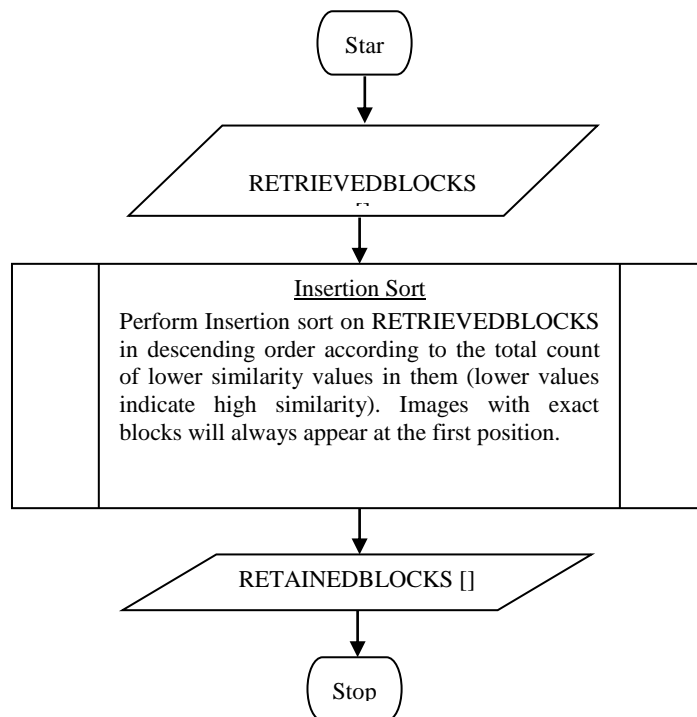 Star
RETRIEVEDBLOCKS
[]
Insertion Sort
Perform Insertion sort on RETRIEVEDBLOCKS
in descending order according to the total count
of lower similarity values in them (lower values
indicate high similarity). Images with exact
blocks will always appear at the first position.
RETAINEDBLOCKS []
Stop